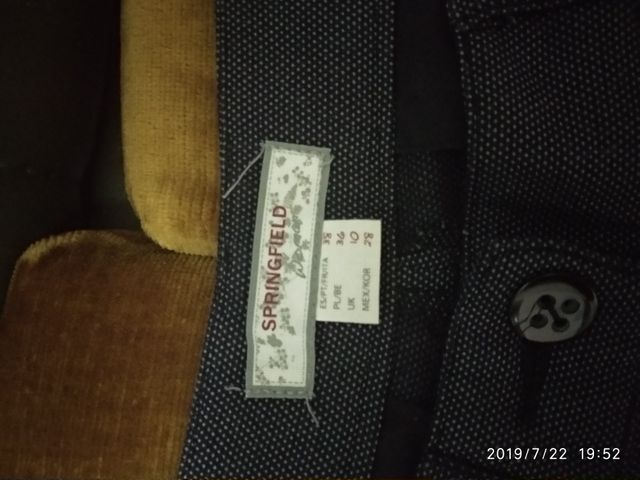 SPRINGFIELD
Woman
ES/PT/FR/ITA 38
PL/BE 36
UK 10
MEX/KOR 28
2019/7/22 19:52